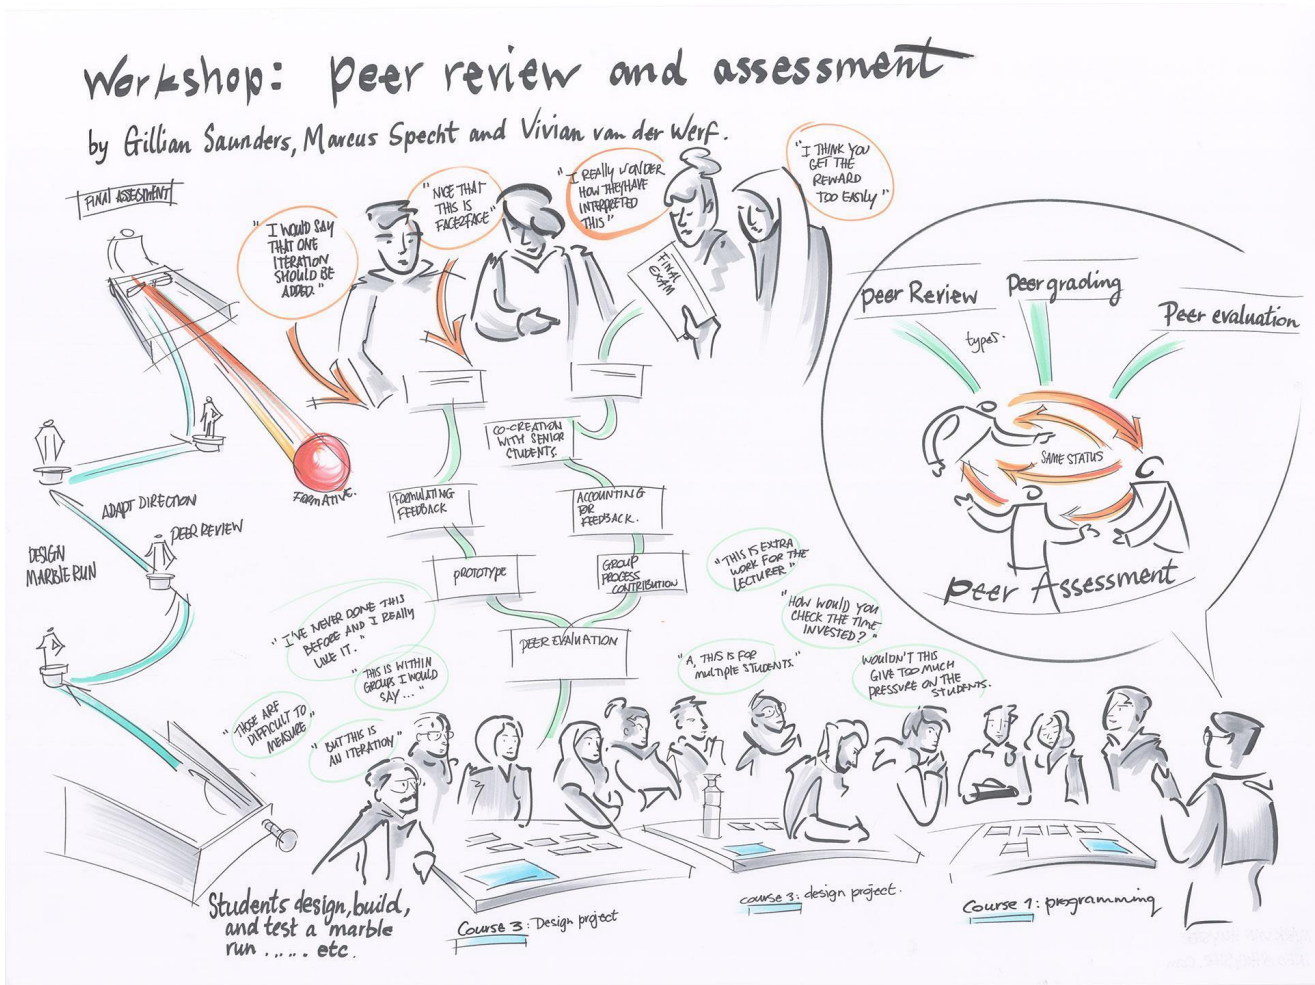 Workshop: peer review and assessment
by Gillian Saunders, Marcus Specht and Vivian van der Werf.
FINAL ASSESMENT
"I WOULD SAY
THAT ONE
ITERATION
SHOULD BE
ADDED."
"NICE THAT
THIS IS
FACE2FACE"
"I REALLY WONDER
HOW THEY HAVE
INTERPRETED
THIS"
"I THINK YOU
GET THE
REWARD
TOO EASILY"
FINAL
EXAM
peer Review
Peer grading
Peer evaluation
types.
SAME STATUS
peer Assessment
FORMATIVE.
ADAPT DIRECTION
PEER REVIEW
DESIGN
MARBLE RUN
CO-CREATION
WITH SENIOR
STUDENTS.
FORMULATING
FEEDBACK
ACCOUNTING
FOR
FEEDBACK.
PROTOTYPE
GROUP
PROCESS
CONTRIBUTION
PEER EVALUATION
"I'VE NEVER DONE THIS
BEFORE AND I REALLY
LIKE IT."
"THIS IS WITHIN
GROUPS I WOULD
SAY..."
"THOSE ARE
DIFFICULT TO
MEASURE"
"BUT THIS IS
AN ITERATION"
"THIS IS EXTRA
WORK FOR THE
LECTURER"
"HOW WOULD YOU
CHECK THE TIME
INVESTED?"
"A, THIS IS FOR
MULTIPLE STUDENTS."
WOULDN'T THIS
GIVE TOO MUCH
PRESSURE ON THE
STUDENTS.
Students design, build,
and test a marble
run ...... etc.
Course 3: Design project
course 3: design project.
Course 1: programming